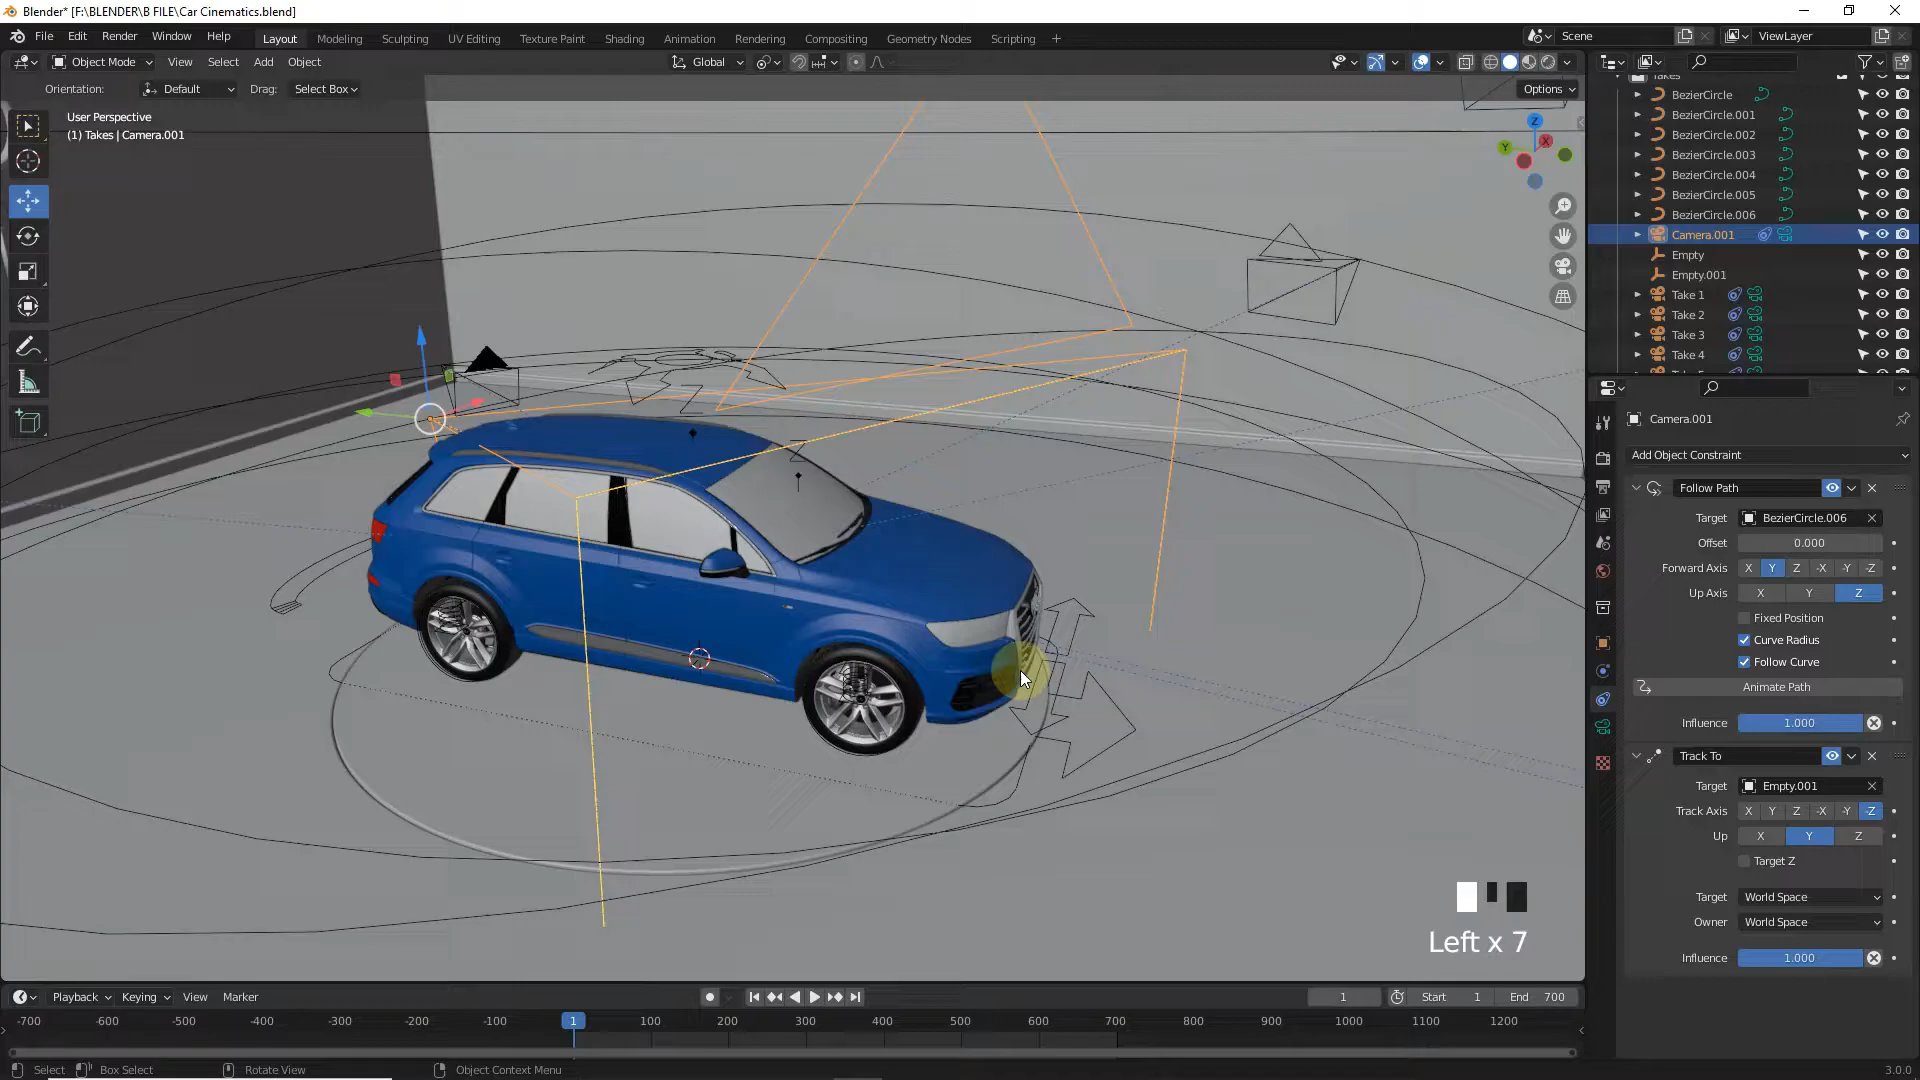 Blender* [F:\BLENDER\B FILE\Car Cinematics.blend]
File Edit Render Window Help
Layout Modeling Sculpting UV Editing Texture Paint Shading Animation Rendering Compositing Geometry Nodes Scripting +
Scene
ViewLayer
Object Mode View Select Add Object
Global
Orientation: Default Drag: Select Box
Options
User Perspective
(1) Takes | Camera.001
Z
X
Y
BezierCircle
BezierCircle.001
BezierCircle.002
BezierCircle.003
BezierCircle.004
BezierCircle.005
BezierCircle.006
Camera.001
Empty
Empty.001
Take 1
Take 2
Take 3
Take 4
Camera.001
Add Object Constraint
Follow Path
Target BezierCircle.006
Offset 0.000
Forward Axis X Y Z -X -Y -Z
Up Axis X Y Z
Fixed Position
Curve Radius
Follow Curve
Animate Path
Influence 1.000
Track To
Target Empty.001
Track Axis X Y Z -X -Y -Z
Up X Y Z
Target Z
Target World Space
Owner World Space
Influence 1.000
Left x 7
Playback Keying View Marker
1
Start 1 End 700
-700 -600 -500 -400 -300 -200 -100 1 100 200 300 400 500 600 700 800 900 1000 1100 1200
Select Box Select Rotate View Object Context Menu
3.0.0